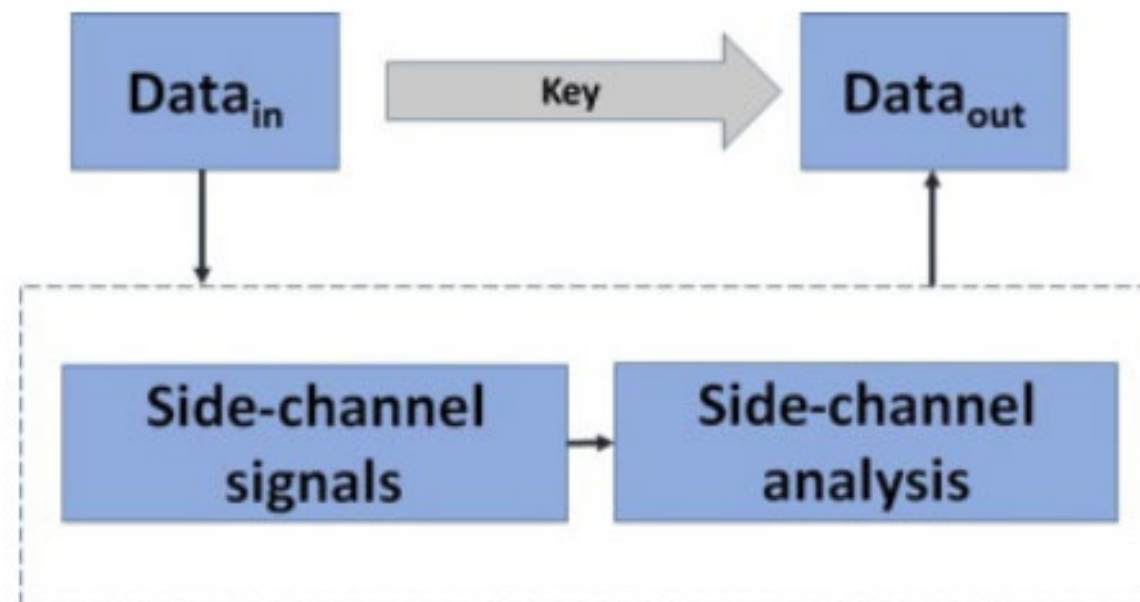 Data_in
Key
Data_out
Side-channel
signals
Side-channel
analysis